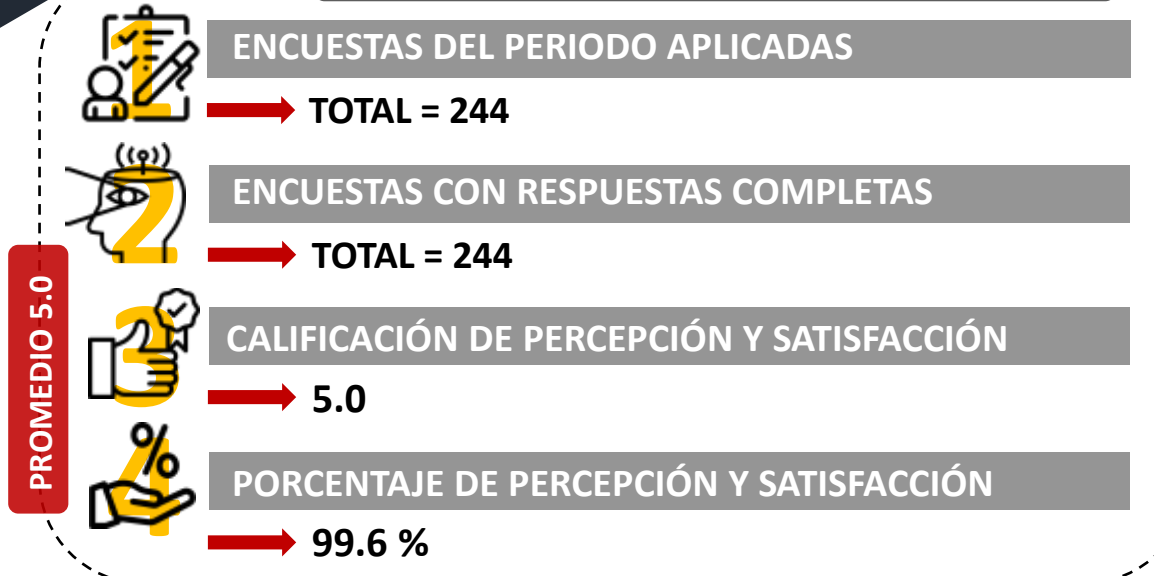 1
ENCUESTAS DEL PERIODO APLICADAS
TOTAL = 244
2
ENCUESTAS CON RESPUESTAS COMPLETAS
TOTAL = 244
PROMEDIO 5.0
3
CALIFICACIÓN DE PERCEPCIÓN Y SATISFACCIÓN
5.0
4
%
PORCENTAJE DE PERCEPCIÓN Y SATISFACCIÓN
99.6 %